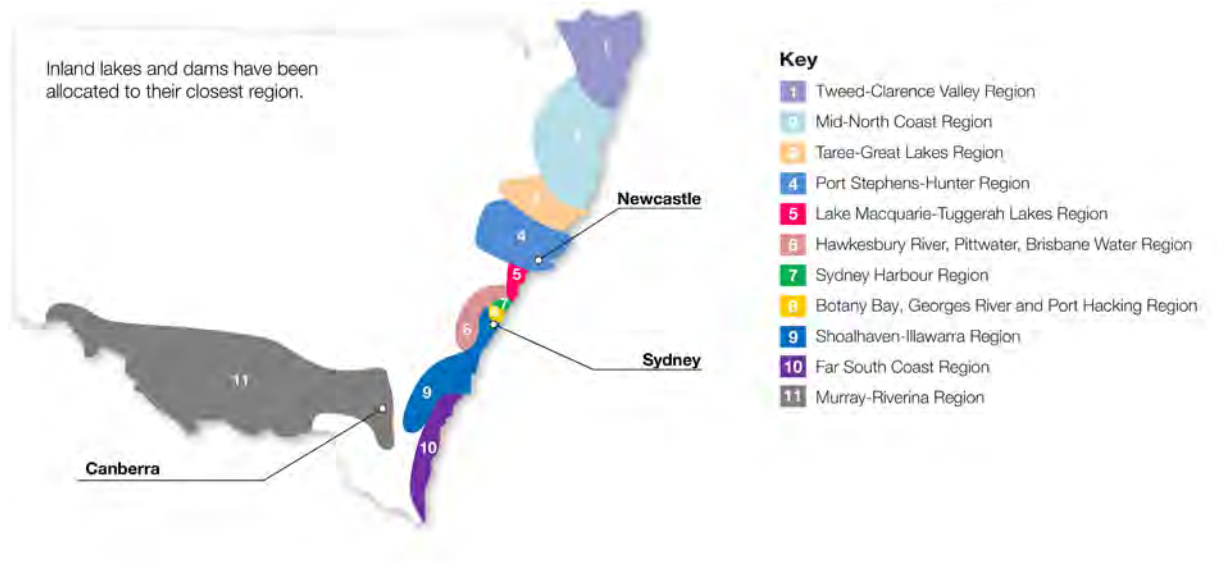 Inland lakes and dams have been
allocated to their closest region.
1
4
Newcastle
5
7
6
Sydney
9
10
11
Canberra
Key
1 Tweed-Clarence Valley Region
Mid-North Coast Region
Taree-Great Lakes Region
4 Port Stephens-Hunter Region
5 Lake Macquarie-Tuggerah Lakes Region
6 Hawkesbury River, Pittwater, Brisbane Water Region
7 Sydney Harbour Region
8 Botany Bay, Georges River and Port Hacking Region
9 Shoalhaven-Illawarra Region
10 Far South Coast Region
11 Murray-Riverina Region